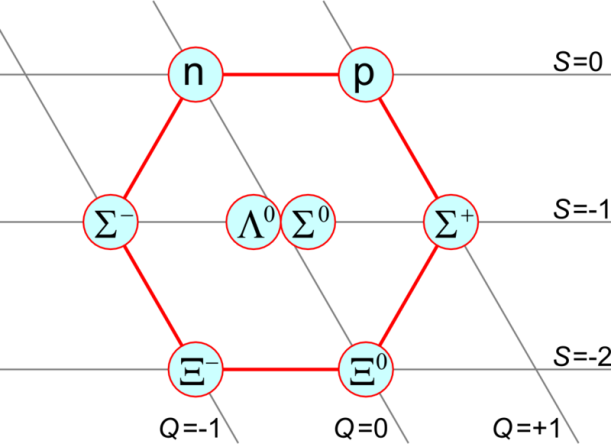 n p S=0
Σ⁻ Λ⁰ Σ⁰ Σ⁺ S=-1
Ξ⁻ Ξ⁰ S=-2
Q=-1 Q=0 Q=+1